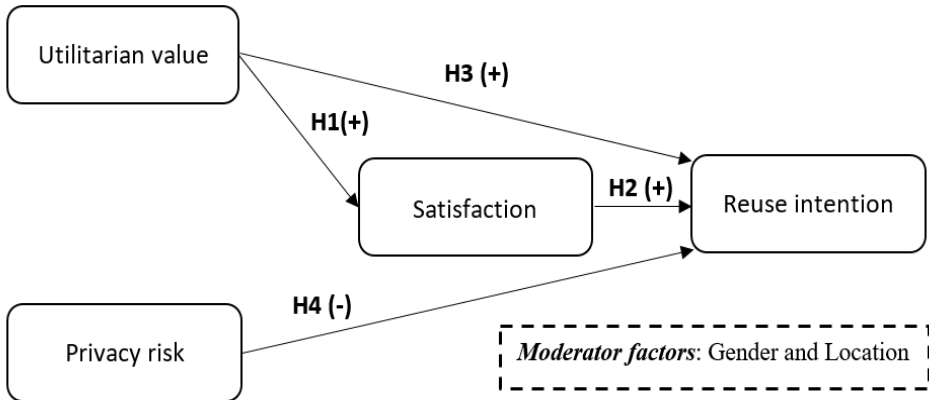 Utilitarian value
H3 (+)
H1(+)
Satisfaction
H2 (+)
Reuse intention
H4 (-)
Privacy risk
Moderator factors: Gender and Location